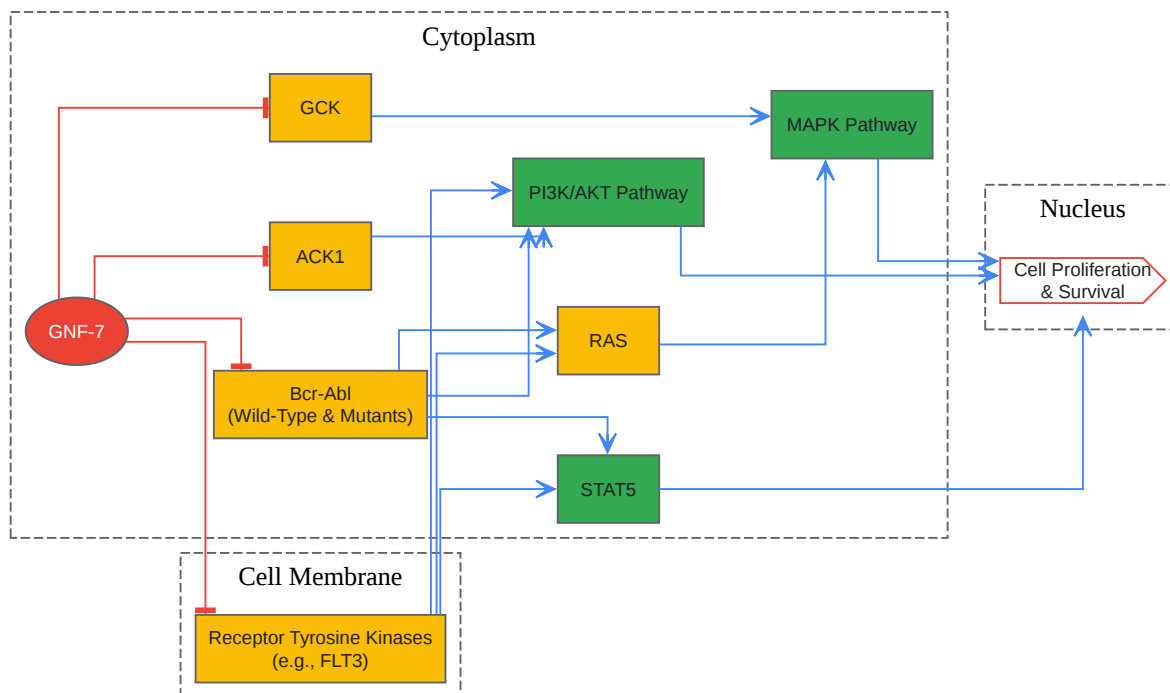 Cytoplasm
GCK
MAPK Pathway
PI3K/AKT Pathway
Nucleus
ACK1
Cell Proliferation
& Survival
GNF-7
RAS
Bcr-Abl
(Wild-Type & Mutants)
STAT5
Cell Membrane
Receptor Tyrosine Kinases
(e.g., FLT3)